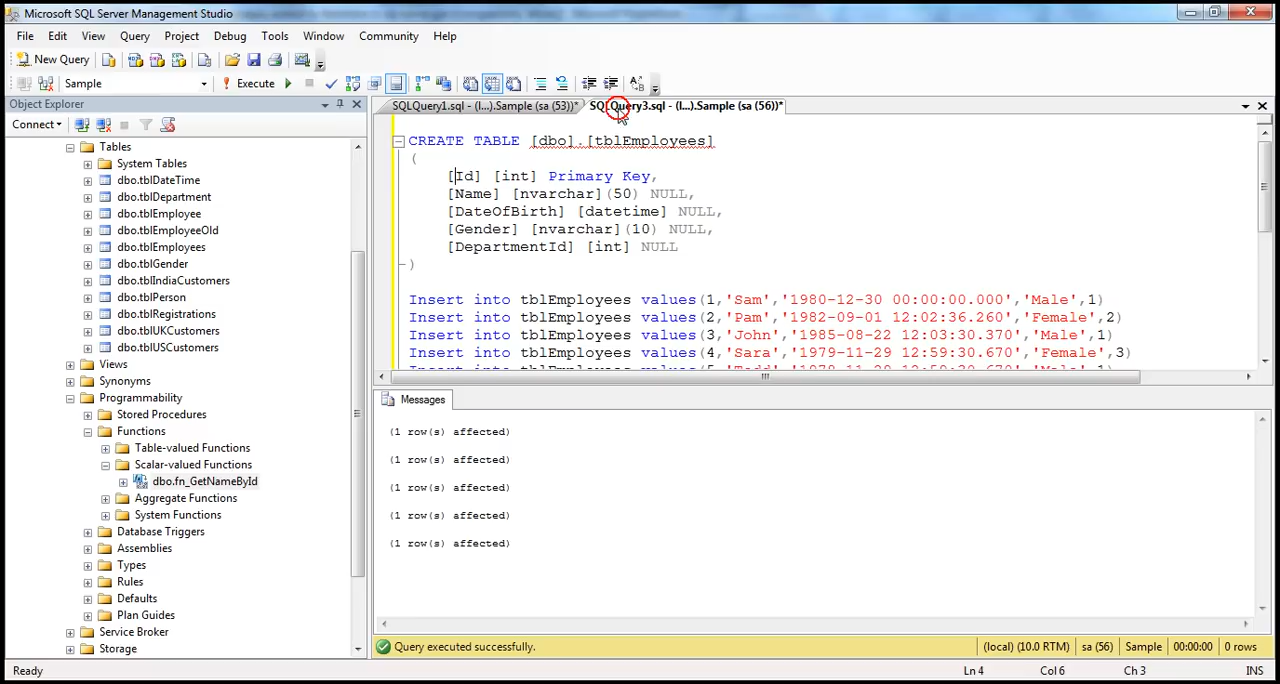 Microsoft SQL Server Management Studio
File Edit View Query Project Debug Tools Window Community Help
New Query
Sample Execute
Object Explorer
SQLQuery1.sql - (l...).Sample (sa (53))* SQLQuery3.sql - (l...).Sample (sa (56))*
Connect
Tables
System Tables
dbo.tblDateTime
dbo.tblDepartment
dbo.tblEmployee
dbo.tblEmployeeOld
dbo.tblEmployees
dbo.tblGender
dbo.tblIndiaCustomers
dbo.tblPerson
dbo.tblRegistrations
dbo.tblUKCustomers
dbo.tblUSCustomers
Views
Synonyms
Programmability
Stored Procedures
Functions
Table-valued Functions
Scalar-valued Functions
dbo.fn_GetNameById
Aggregate Functions
System Functions
Database Triggers
Assemblies
Types
Rules
Defaults
Plan Guides
Service Broker
Storage
CREATE TABLE [dbo].[tblEmployees]
(
[Id] [int] Primary Key,
[Name] [nvarchar](50) NULL,
[DateOfBirth] [datetime] NULL,
[Gender] [nvarchar](10) NULL,
[DepartmentId] [int] NULL
)
Insert into tblEmployees values(1,'Sam','1980-12-30 00:00:00.000','Male',1)
Insert into tblEmployees values(2,'Pam','1982-09-01 12:02:36.260','Female',2)
Insert into tblEmployees values(3,'John','1985-08-22 12:03:30.370','Male',1)
Insert into tblEmployees values(4,'Sara','1979-11-29 12:59:30.670','Female',3)
Messages
(1 row(s) affected)
(1 row(s) affected)
(1 row(s) affected)
(1 row(s) affected)
(1 row(s) affected)
Query executed successfully. (local) (10.0 RTM) sa (56) Sample 00:00:00 0 rows
Ready Ln 4 Col 6 Ch 3 INS